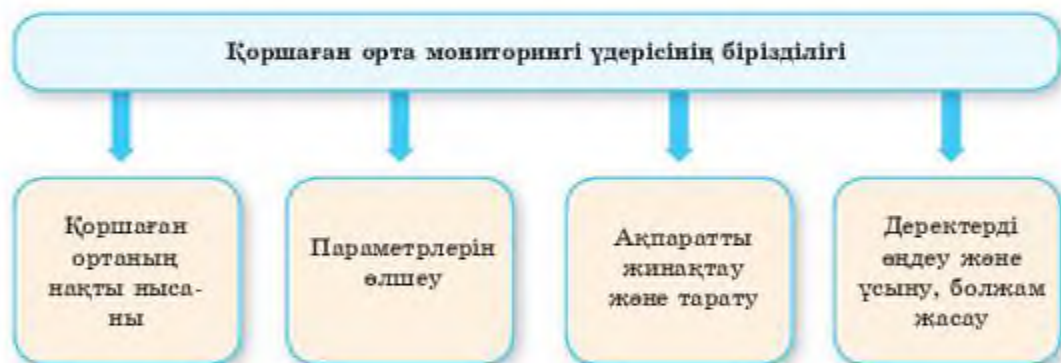 Қоршаған орта мониторингі үдерісінің бірізділігі
Қоршаған
ортаның
нақты ныса-
ны
Параметрлерін
өлшеу
Ақпаратты
жинақтау
және тарату
Деректерді
өңдеу және
ұсыну, болжам
жасау